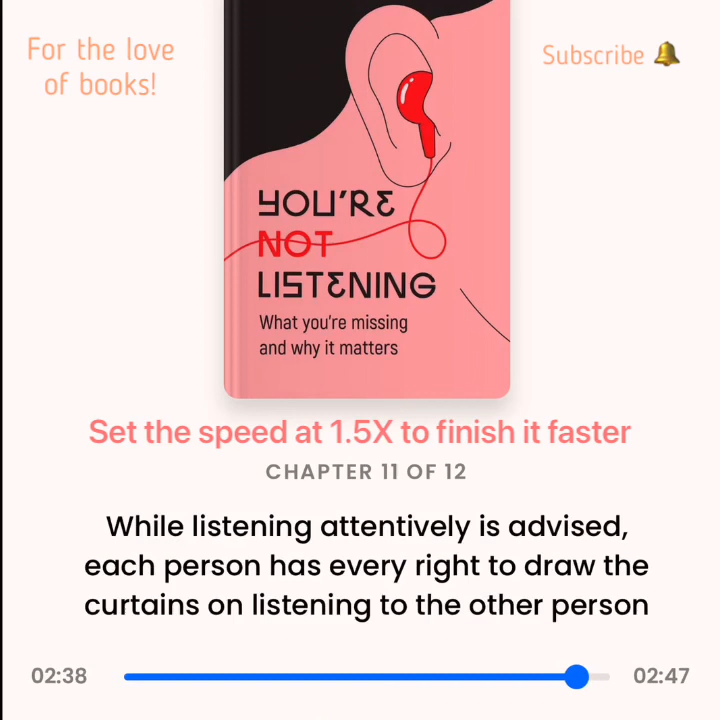 For the love
of books!
Subscribe 🔔
YOU'RE
NOT
LISTENING
What you're missing
and why it matters
Set the speed at 1.5X to finish it faster
CHAPTER 11 OF 12
While listening attentively is advised,
each person has every right to draw the
curtains on listening to the other person
02:38
02:47